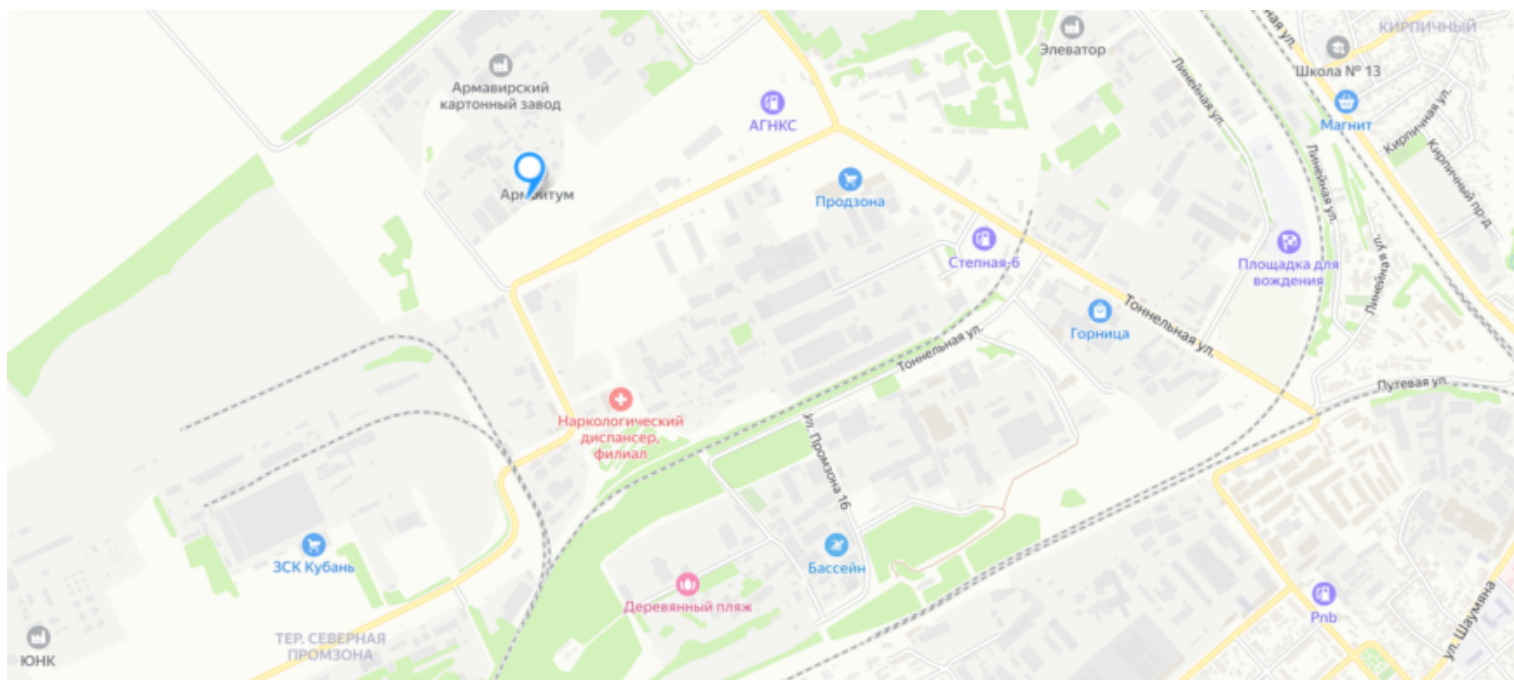 КИРПИЧНЫЙ
Элеватор
Школа № 13
Линейная ул.
Армавирский
картонный завод
АГНКС
Магнит
Кирпичная ул.
Кирпичный пр-д
Линейная ул.
Продзона
Степная-6
Площадка для
вождения
Линейная ул.
Тоннельная ул.
Горница
Тоннельная ул.
Путевая ул.
Наркологический
диспансер,
филиал
ул. Промзона 16
ЗСК Кубань
Бассейн
Деревянный пляж
Pnb
ул. Шаумяна
ТЕР. СЕВЕРНАЯ
ПРОМЗОНА
ЮНК